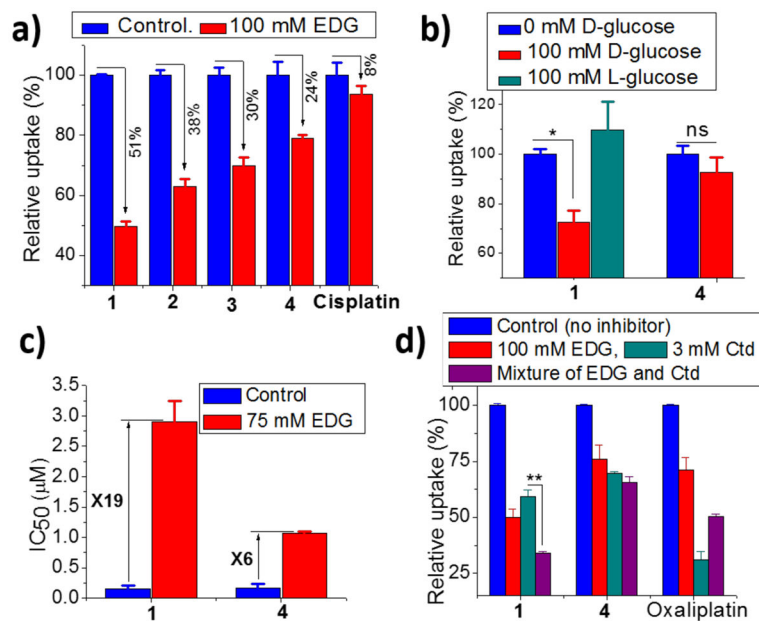 a)
Control. 100 mM EDG
Relative uptake (%)
100
80
60
40
51%
38%
30%
24%
8%
1 2 3 4 Cisplatin
b)
0 mM D-glucose
100 mM D-glucose
100 mM L-glucose
Relative uptake (%)
120
100
80
60
*
ns
1 4
c)
Control
75 mM EDG
IC50 (μM)
3.5
3.0
2.5
2.0
1.5
1.0
0.5
0.0
X19
X6
1 4
d)
Control (no inhibitor)
100 mM EDG, 3 mM Ctd
Mixture of EDG and Ctd
Relative uptake (%)
100
75
50
25
**
1 4 Oxaliplatin